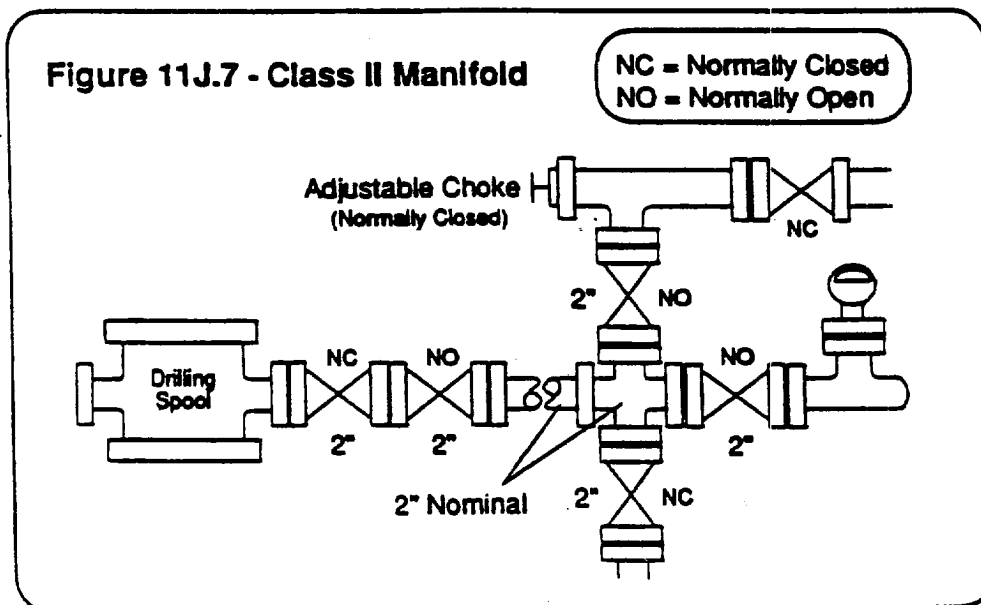 Figure 11J.7 - Class II Manifold
NC = Normally Closed
NO = Normally Open
Adjustable Choke
(Normally Closed)
NC
2" NO
NC NO
NO
Drilling
Spool
2" 2"
2"
2" Nominal
2" NC